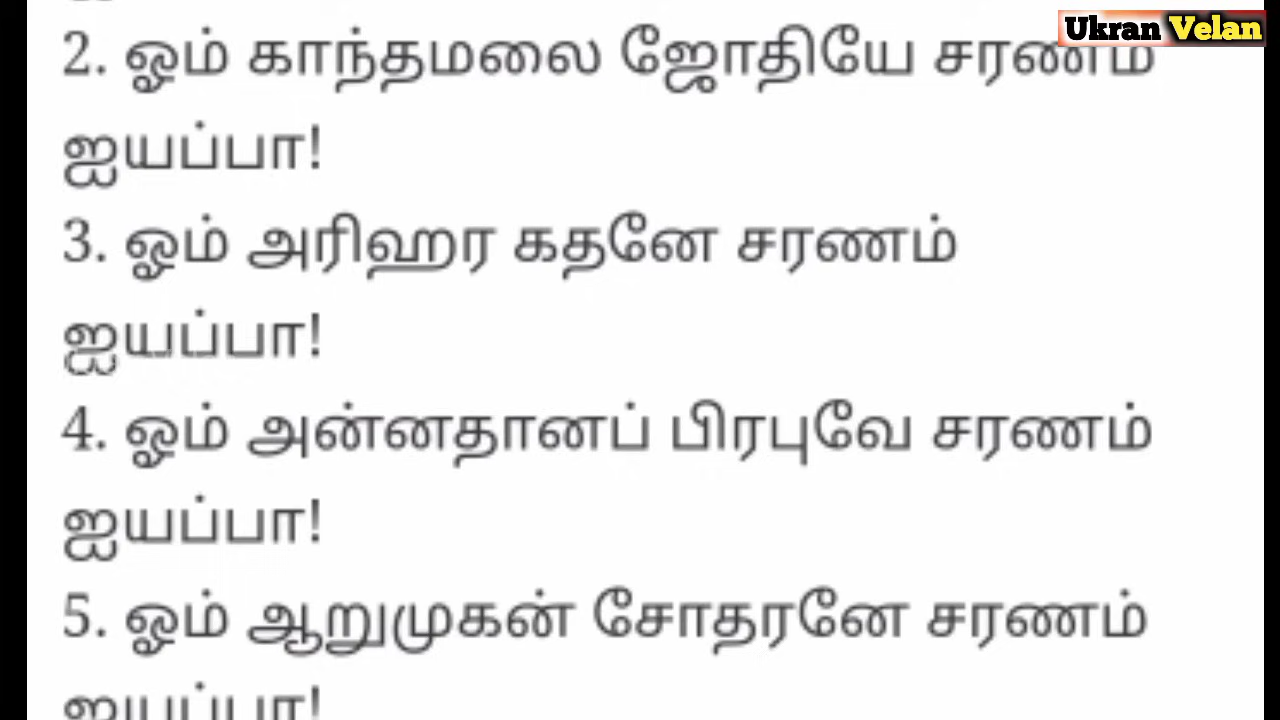 Ukran Velan
2. ஓம் காந்தமலை ஜோதியே சரணம்
ஐயப்பா!
3. ஓம் அரிஹர கதனே சரணம்
ஐயப்பா!
4. ஓம் அன்னதானப் பிரபுவே சரணம்
ஐயப்பா!
5. ஓம் ஆறுமுகன் சோதரனே சரணம்
ஐயப்பா!